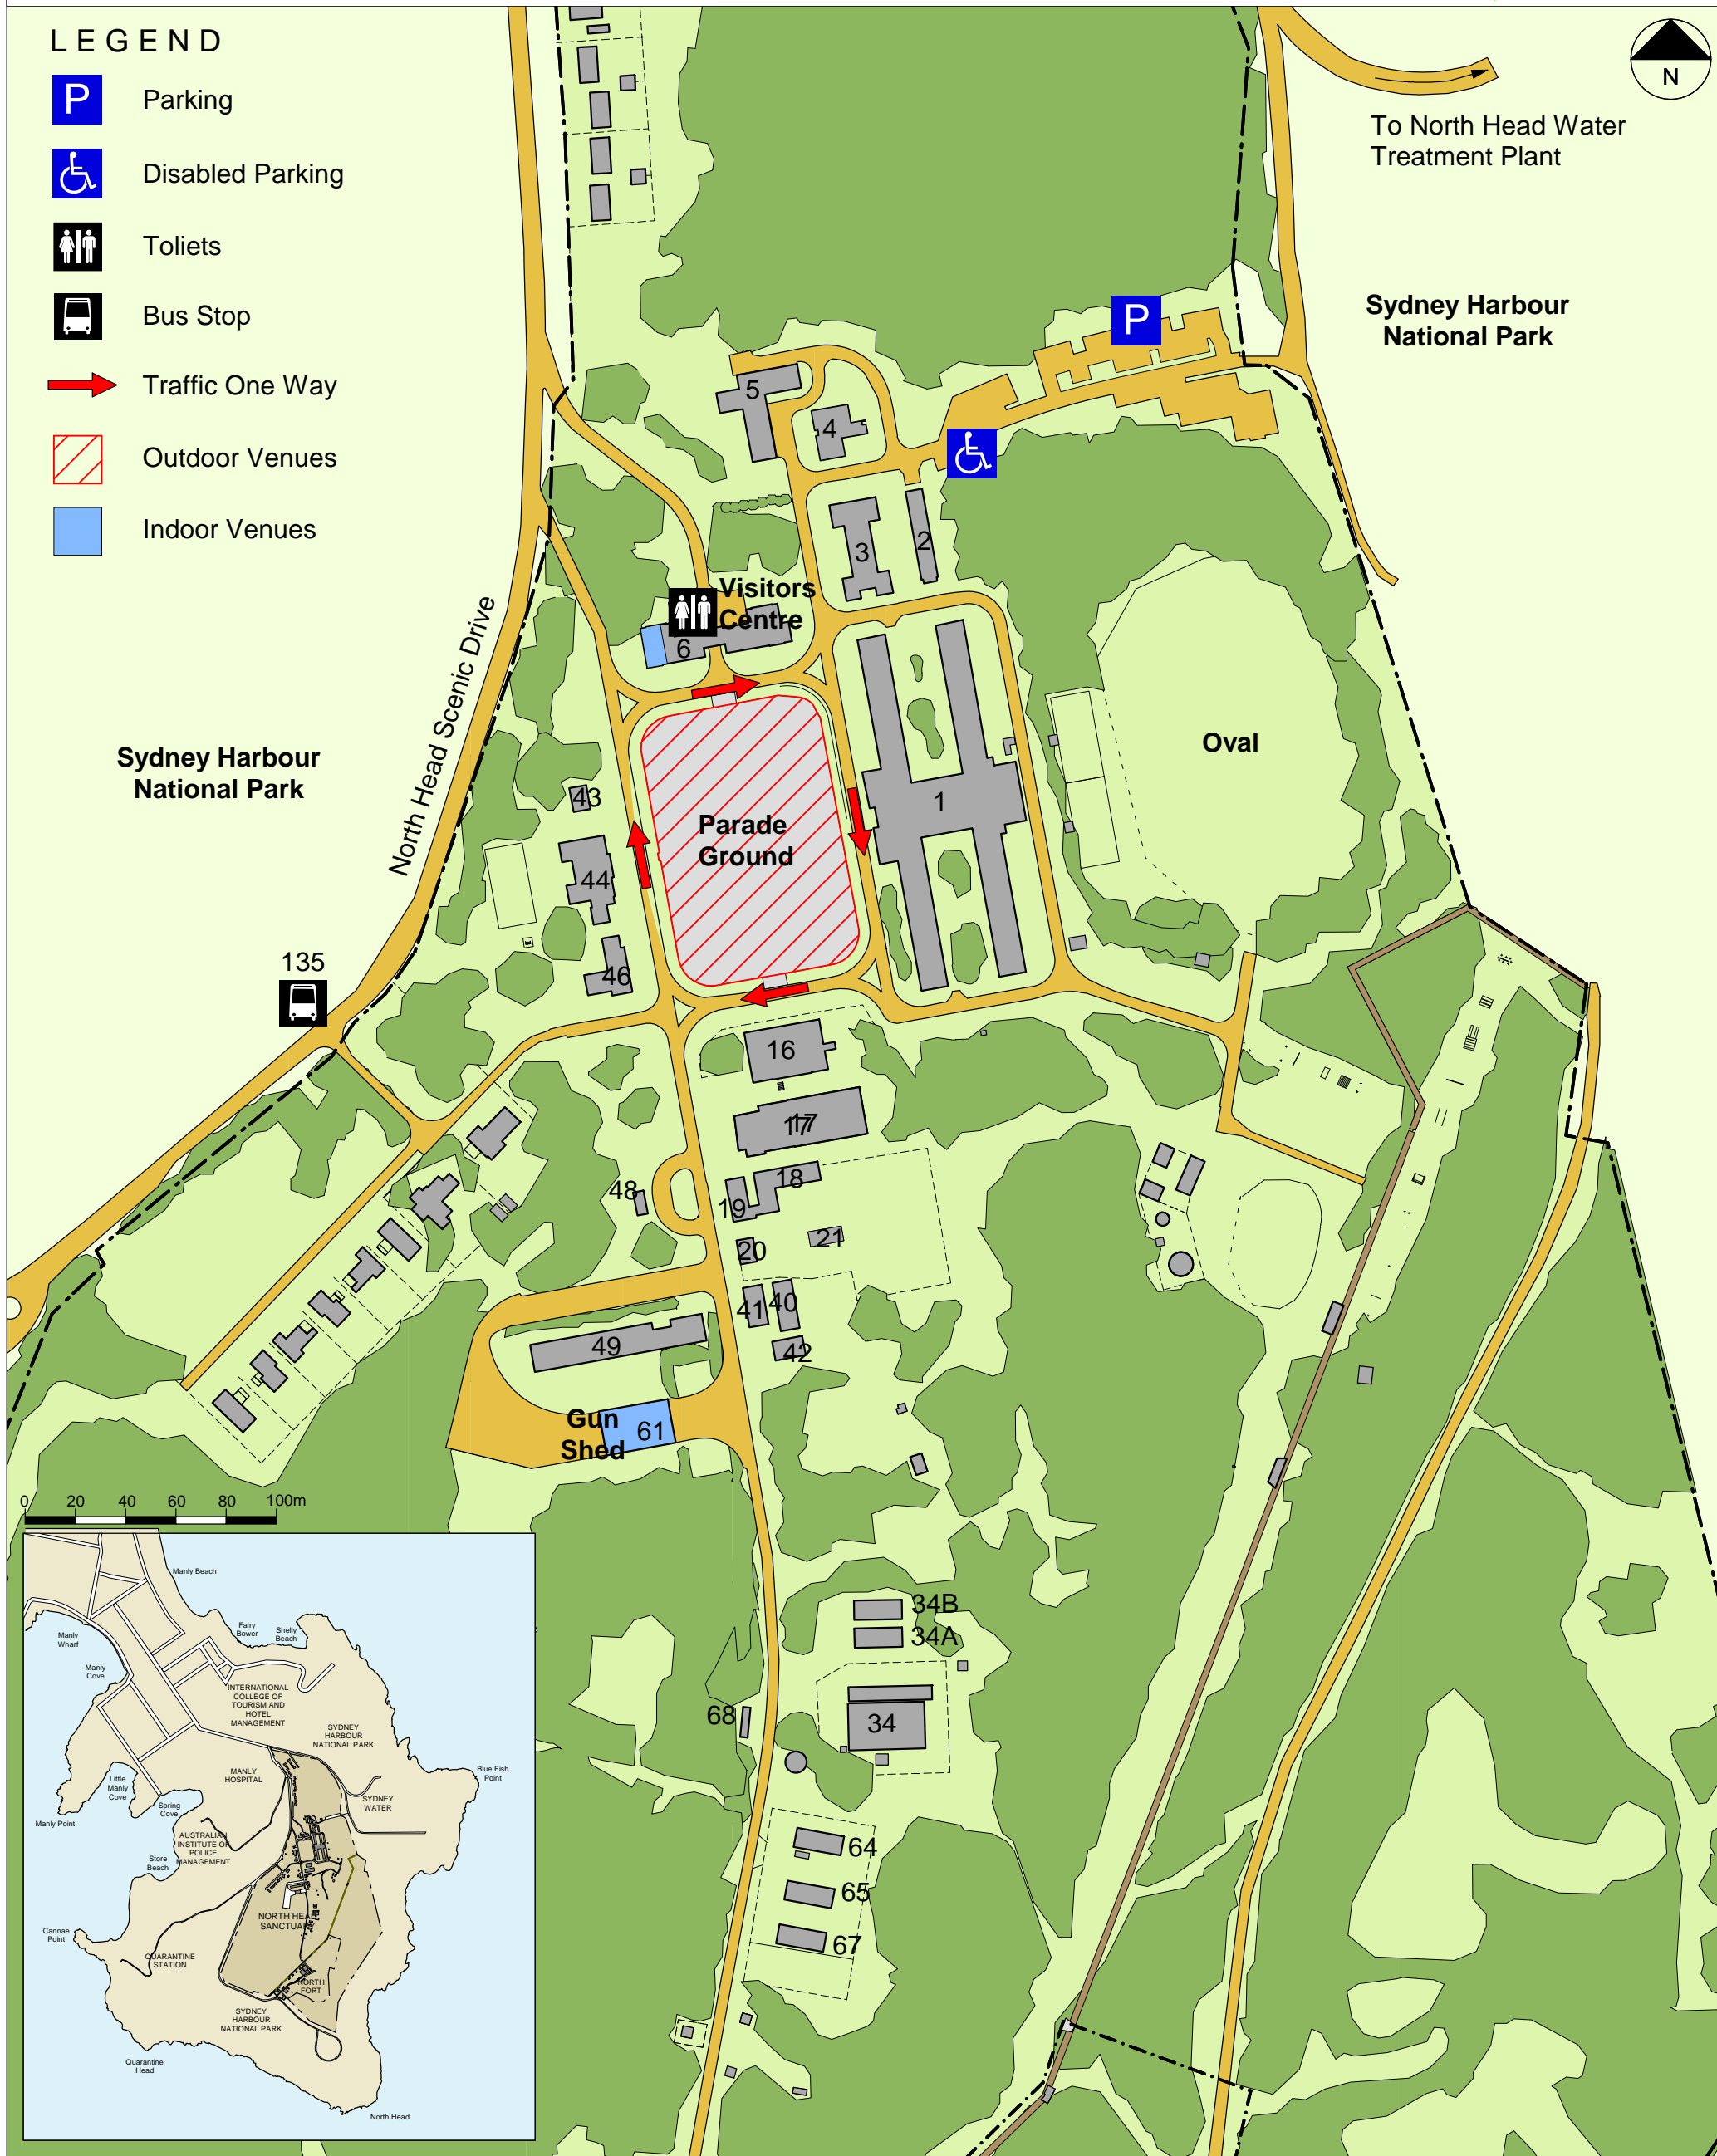 LEGEND
P
Parking
Disabled Parking
Toliets
Bus Stop
Traffic One Way
Outdoor Venues
Indoor Venues
N
To North Head Water
Treatment Plant
P
Sydney Harbour
National Park
5
4
3
2
Visitors
Centre
6
North Head Scenic Drive
Sydney Harbour
National Park
Oval
43
1
Parade
Ground
44
46
135
16
17
17
18
48
19
20
21
41
40
49
42
Gun
Shed
61
0 20 40 60 80 100m
34B
34A
68
34
64
65
67
Manly Beach
Manly
Wharf
Fairy
Bower
Shelly
Beach
Manly
Cove
INTERNATIONAL
COLLEGE OF
TOURISM AND
HOTEL
MANAGEMENT
SYDNEY
HARBOUR
NATIONAL PARK
MANLY
HOSPITAL
Blue Fish
Point
Little
Manly
Cove
Spring
Cove
SYDNEY
WATER
Manly Point
AUSTRALIAN
INSTITUTE OF
POLICE
MANAGEMENT
Store
Beach
NORTH HEAD
SANCTUARY
Cannae
Point
QUARANTINE
STATION
NORTH
FORT
SYDNEY
HARBOUR
NATIONAL PARK
Quarantine
Head
North Head